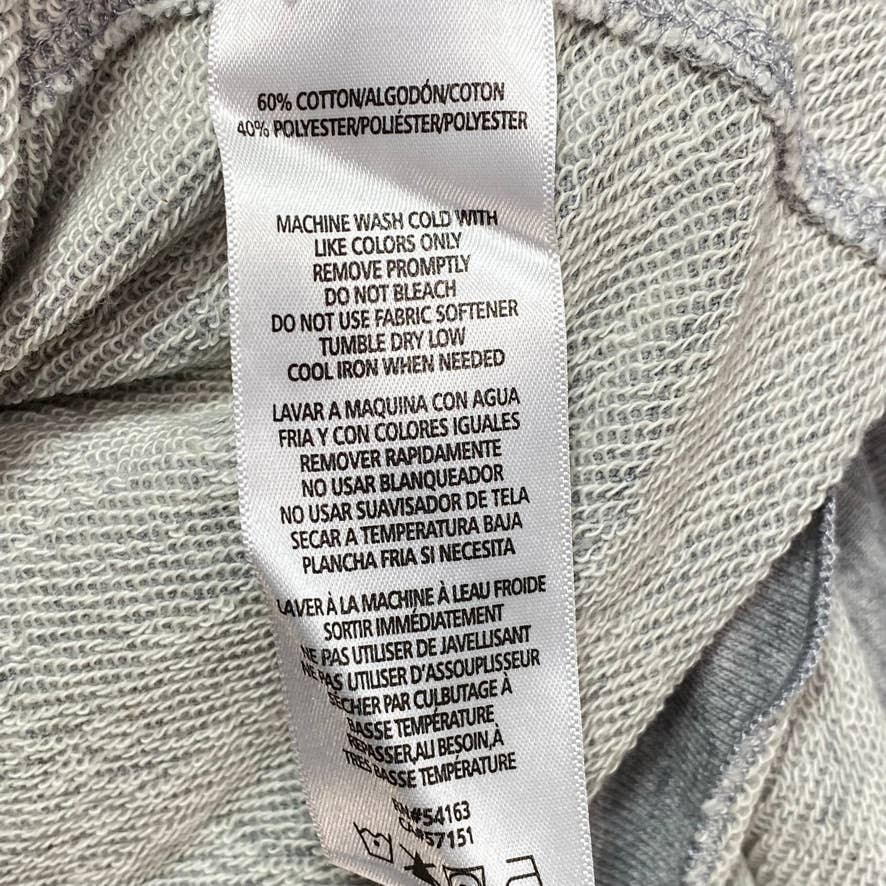 60% COTTON/ALGODÓN/COTON
40% POLYESTER/POLIÉSTER/POLYESTER
MACHINE WASH COLD WITH
LIKE COLORS ONLY
REMOVE PROMPTLY
DO NOT BLEACH
DO NOT USE FABRIC SOFTENER
TUMBLE DRY LOW
COOL IRON WHEN NEEDED
LAVAR A MAQUINA CON AGUA
FRIA Y CON COLORES IGUALES
REMOVER RAPIDAMENTE
NO USAR BLANQUEADOR
NO USAR SUAVISADOR DE TELA
SECAR A TEMPERATURA BAJA
PLANCHA FRIA SI NECESITA
LAVER À LA MACHINE À LEAU FROIDE
SORTIR IMMÉDIATEMENT
NE PAS UTILISER DE JAVELLISANT
NE PAS UTILISER D'ASSOUPLISSEUR
SÉCHER PAR CULBUTAGE À
BASSE TEMPÉRATURE
REPASSER,AU BESOIN,À
TRÈS BASSE TEMPÉRATURE
RN#54163
CA#57151